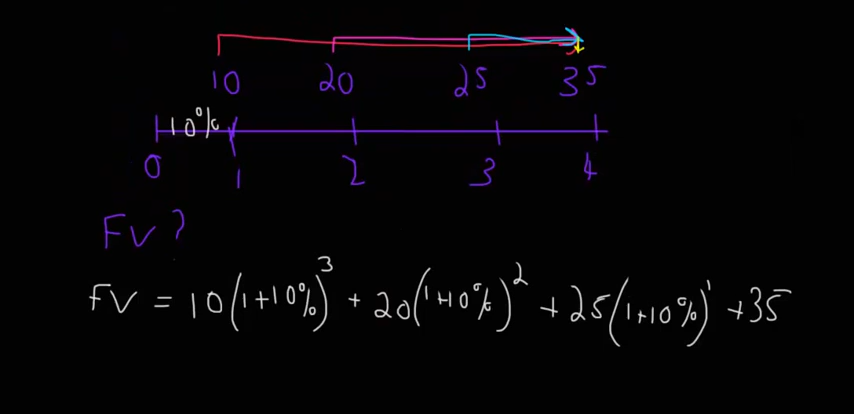 10 20 25 35
10%
0 1 2 3 4
FV ?
FV = 10(1+10%)³ + 20(1+10%)² + 25(1+10%)¹ + 35